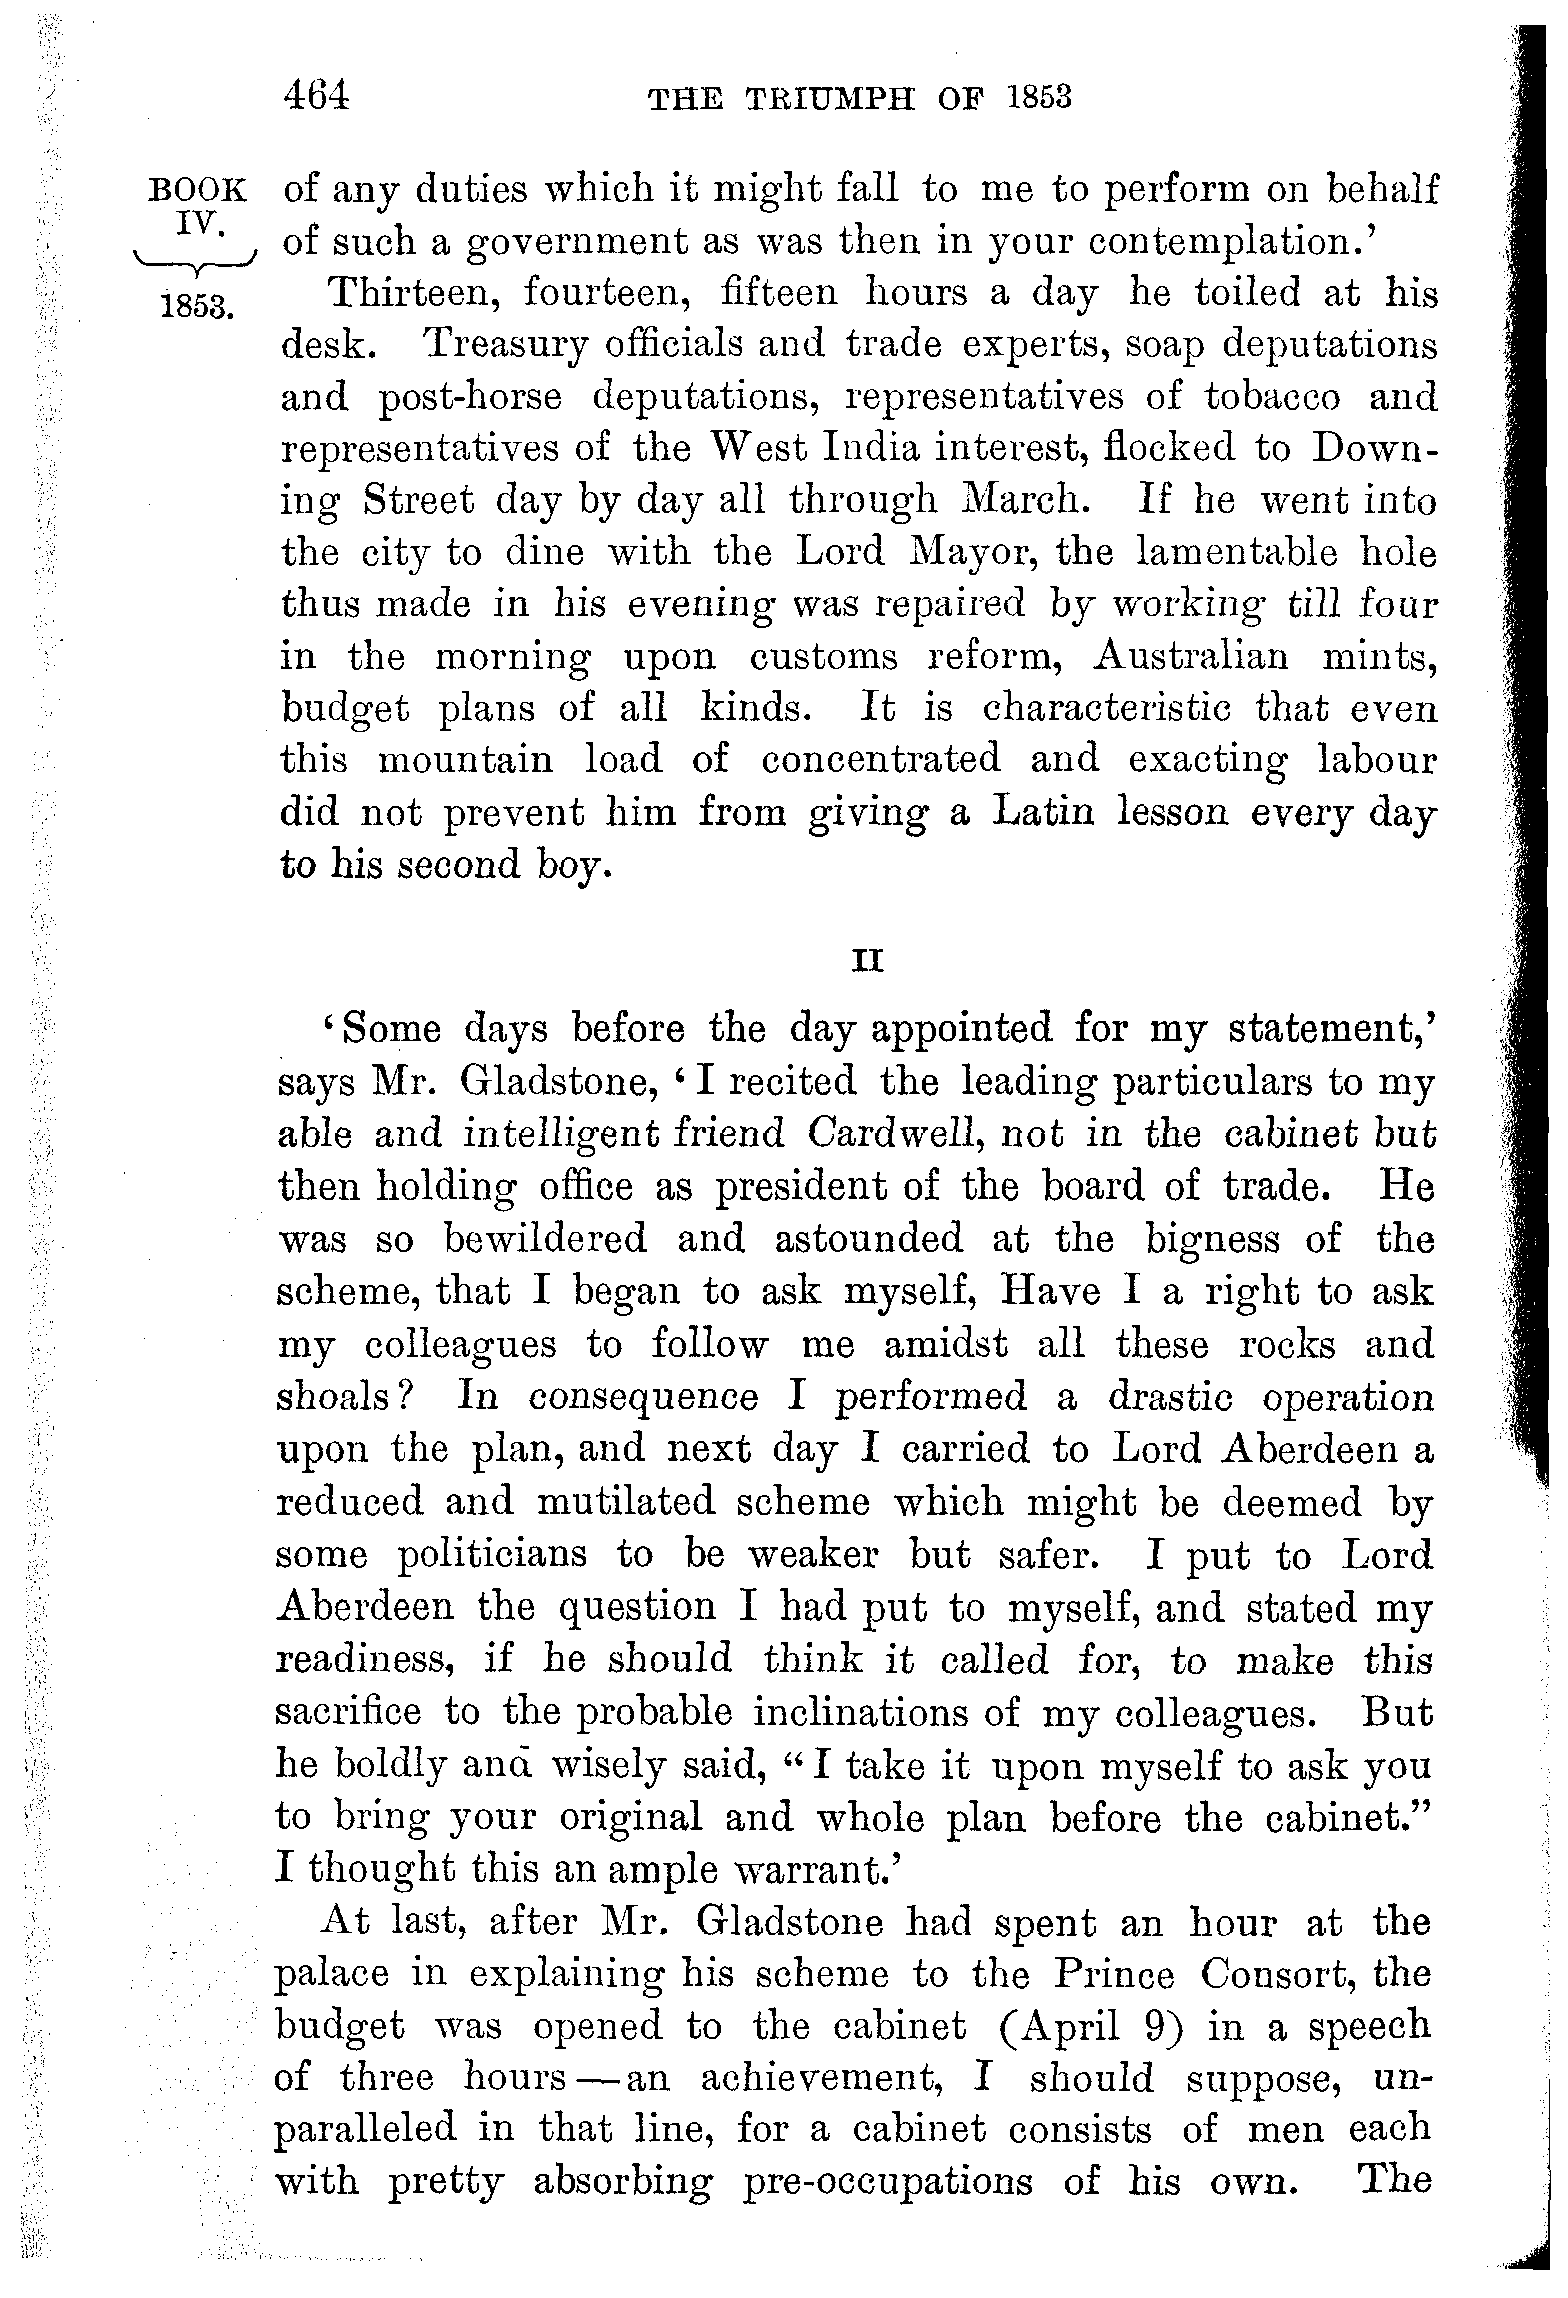 464 THE TRIUMPH OF 1853
BOOK
IV.
1853.
of any duties which it might fall to me to perform on behalf
of such a government as was then in your contemplation.’
Thirteen, fourteen, fifteen hours a day he toiled at his
desk. Treasury officials and trade experts, soap deputations
and post-horse deputations, representatives of tobacco and
representatives of the West India interest, flocked to Down-
ing Street day by day all through March. If he went into
the city to dine with the Lord Mayor, the lamentable hole
thus made in his evening was repaired by working till four
in the morning upon customs reform, Australian mints,
budget plans of all kinds. It is characteristic that even
this mountain load of concentrated and exacting labour
did not prevent him from giving a Latin lesson every day
to his second boy.
II
‘Some days before the day appointed for my statement,’
says Mr. Gladstone, ‘I recited the leading particulars to my
able and intelligent friend Cardwell, not in the cabinet but
then holding office as president of the board of trade. He
was so bewildered and astounded at the bigness of the
scheme, that I began to ask myself, Have I a right to ask
my colleagues to follow me amidst all these rocks and
shoals? In consequence I performed a drastic operation
upon the plan, and next day I carried to Lord Aberdeen a
reduced and mutilated scheme which might be deemed by
some politicians to be weaker but safer. I put to Lord
Aberdeen the question I had put to myself, and stated my
readiness, if he should think it called for, to make this
sacrifice to the probable inclinations of my colleagues. But
he boldly and wisely said, “I take it upon myself to ask you
to bring your original and whole plan before the cabinet.”
I thought this an ample warrant.’
At last, after Mr. Gladstone had spent an hour at the
palace in explaining his scheme to the Prince Consort, the
budget was opened to the cabinet (April 9) in a speech
of three hours—an achievement, I should suppose, un-
paralleled in that line, for a cabinet consists of men each
with pretty absorbing pre-occupations of his own. The